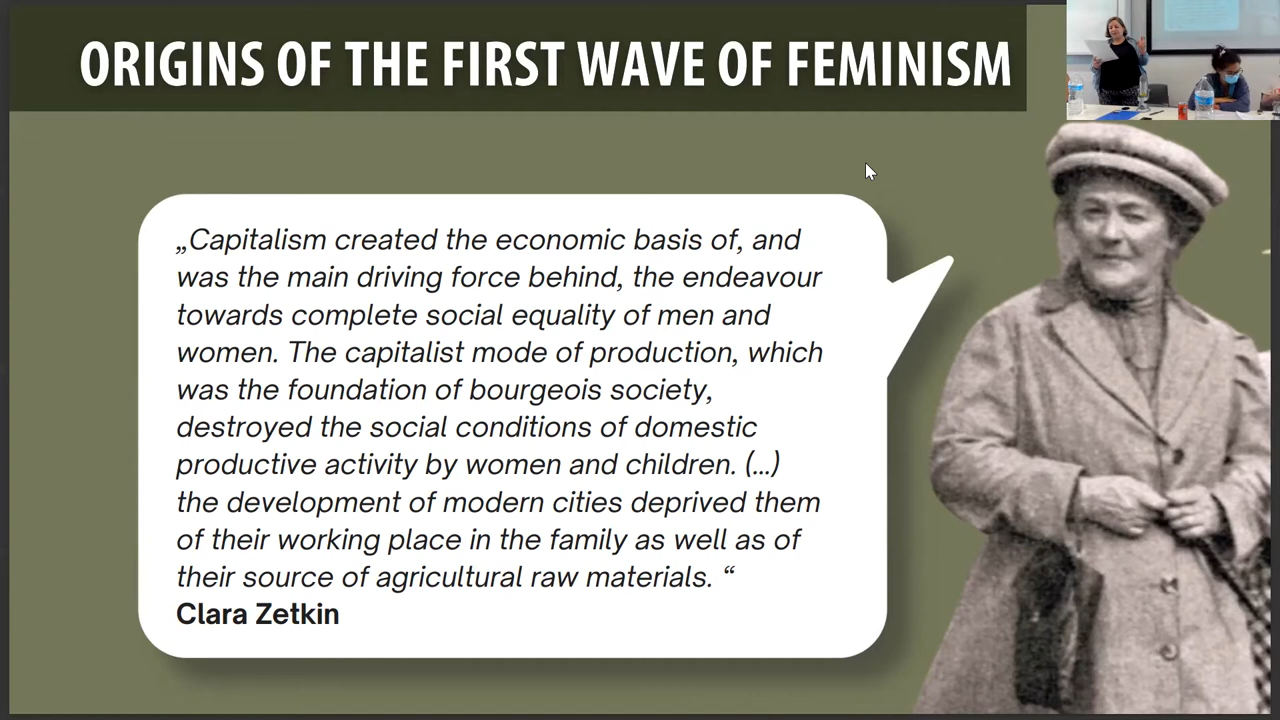 ORIGINS OF THE FIRST WAVE OF FEMINISM
„Capitalism created the economic basis of, and
was the main driving force behind, the endeavour
towards complete social equality of men and
women. The capitalist mode of production, which
was the foundation of bourgeois society,
destroyed the social conditions of domestic
productive activity by women and children. (...)
the development of modern cities deprived them
of their working place in the family as well as of
their source of agricultural raw materials. “
Clara Zetkin